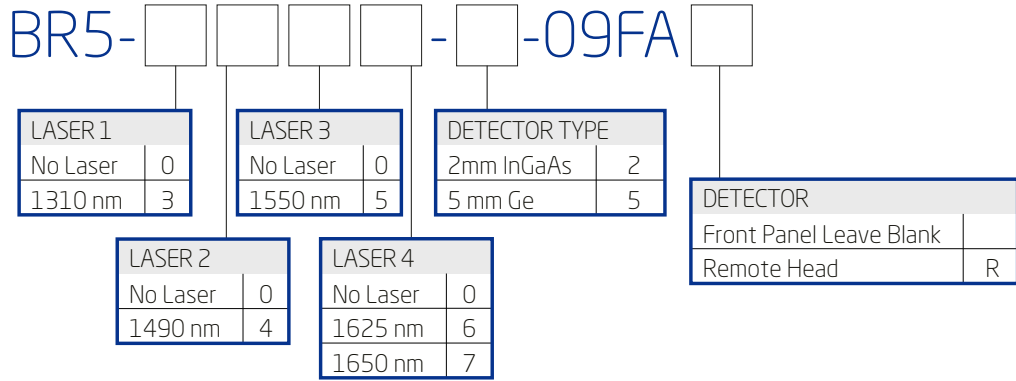 BR5- - -09FA
LASER 1
No Laser 0
1310 nm 3
LASER 3
No Laser 0
1550 nm 5
DETECTOR TYPE
2mm InGaAs 2
5 mm Ge 5
DETECTOR
Front Panel Leave Blank
Remote Head R
LASER 2
No Laser 0
1490 nm 4
LASER 4
No Laser 0
1625 nm 6
1650 nm 7